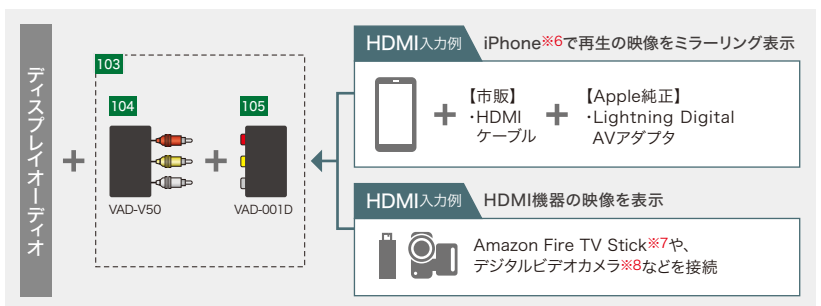 ディスプレイオーディオ
103
104
105
VAD-V50
VAD-001D
HDMI入力例 iPhone※6で再生の映像をミラーリング表示
【市販】
・HDMI
ケーブル
【Apple純正】
・Lightning Digital
AVアダプタ
HDMI入力例 HDMI機器の映像を表示
Amazon Fire TV Stick※7や、
デジタルビデオカメラ※8などを接続